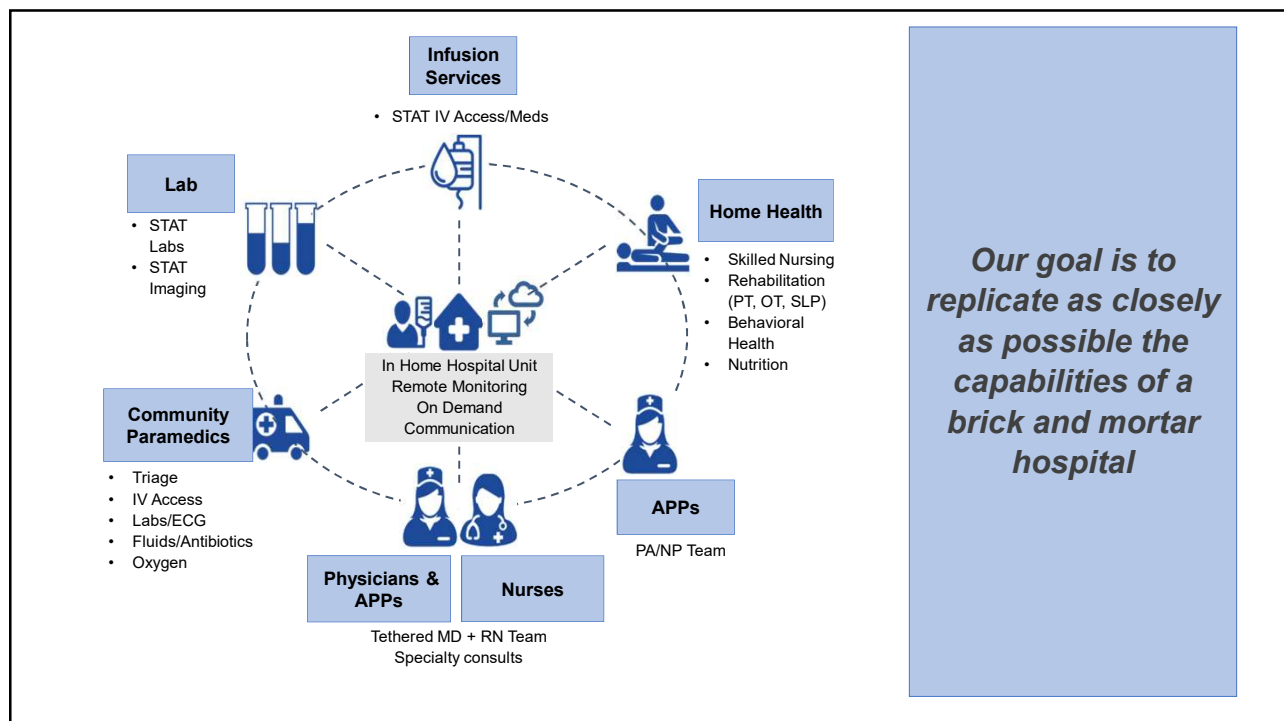 Infusion
Services
• STAT IV Access/Meds
Lab
• STAT
Labs
• STAT
Imaging
Home Health
• Skilled Nursing
• Rehabilitation
(PT, OT, SLP)
• Behavioral
Health
• Nutrition
In Home Hospital Unit
Remote Monitoring
On Demand
Communication
Community
Paramedics
• Triage
• IV Access
• Labs/ECG
• Fluids/Antibiotics
• Oxygen
APPs
PA/NP Team
Physicians &
APPs
Nurses
Tethered MD + RN Team
Specialty consults
Our goal is to
replicate as closely
as possible the
capabilities of a
brick and mortar
hospital